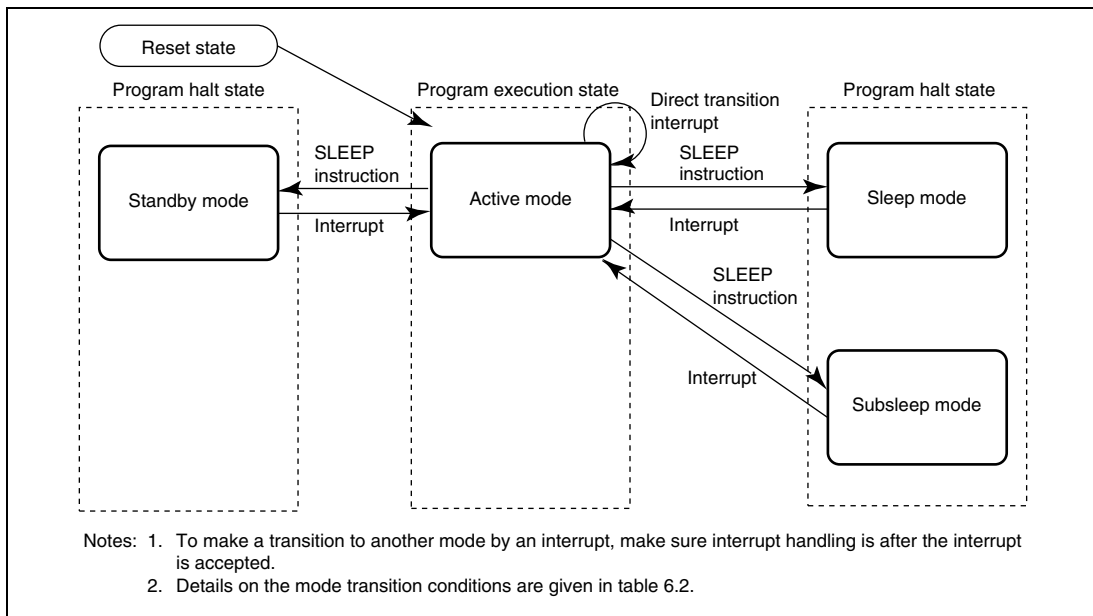 Reset state
Program halt state
Program execution state
Program halt state
Direct transition
interrupt
SLEEP
instruction
SLEEP
instruction
Standby mode
Active mode
Sleep mode
Interrupt
Interrupt
SLEEP
instruction
Interrupt
Subsleep mode
Notes: 1. To make a transition to another mode by an interrupt, make sure interrupt handling is after the interrupt
is accepted.
2. Details on the mode transition conditions are given in table 6.2.